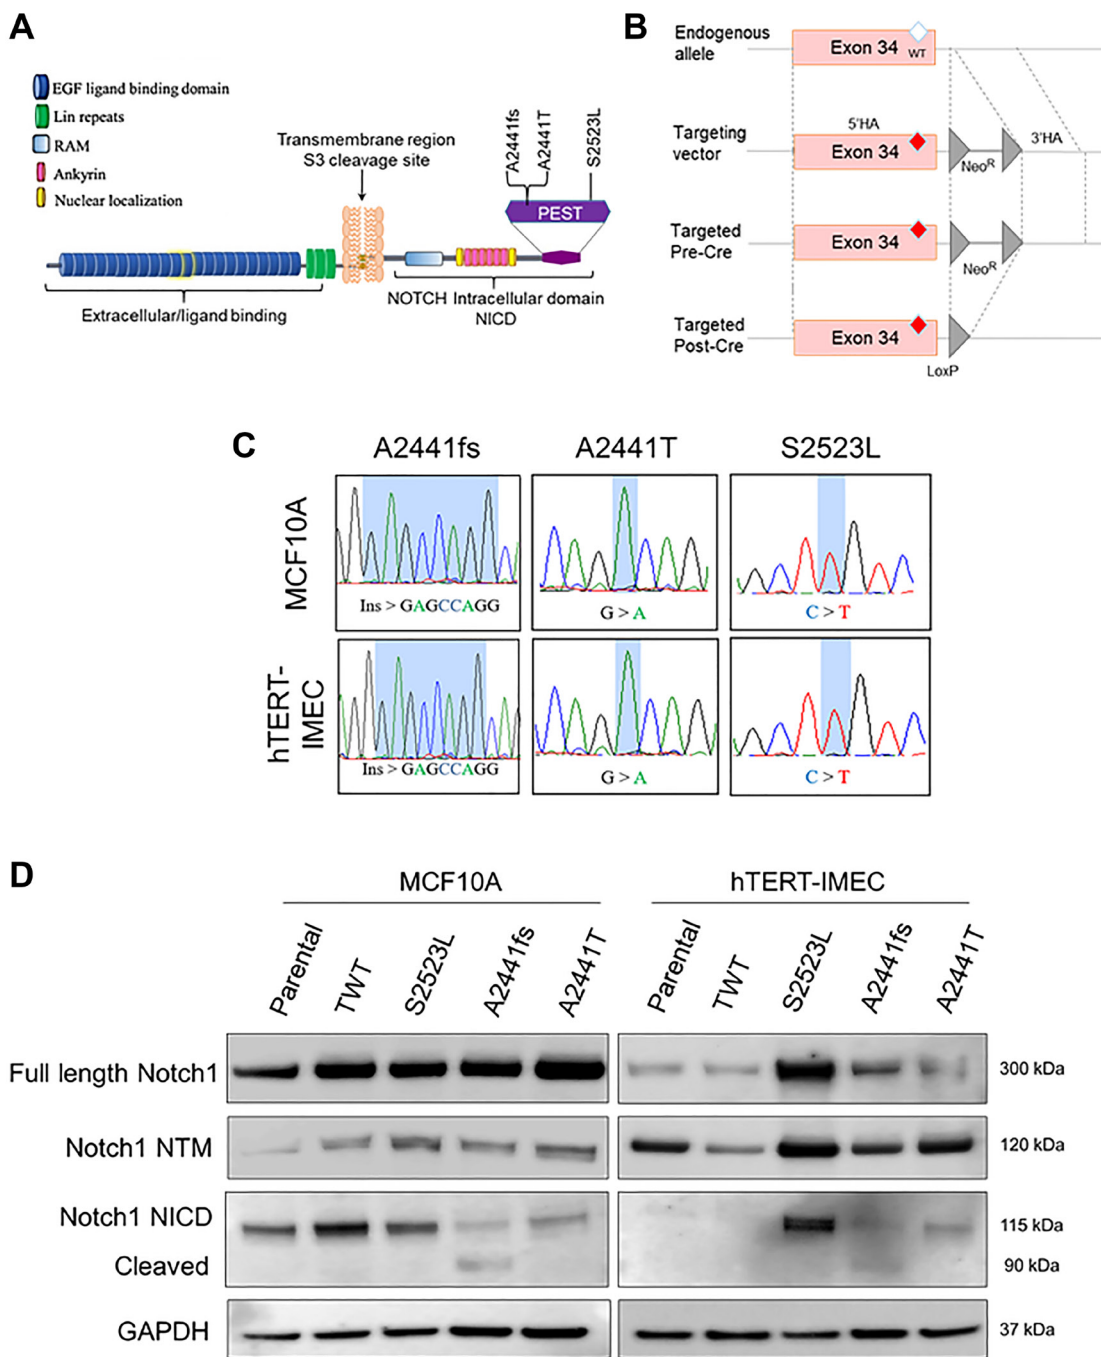 A
EGF ligand binding domain
Lin repeats
RAM
Ankyrin
Nuclear localization
Transmembrane region
S3 cleavage site
A2441fs
A2441T
S2523L
PEST
Extracellular/ligand binding
NOTCH Intracellular domain
NICD
B
Endogenous
allele
Exon 34
WT
Targeting
vector
5'HA
Exon 34
NeoR
3'HA
Targeted
Pre-Cre
Exon 34
NeoR
Targeted
Post-Cre
Exon 34
LoxP
C
A2441fs A2441T S2523L
MCF10A
Ins > GAGCCAGG
G > A
C > T
hTERT-
IMEC
Ins > GAGCCAGG
G > A
C > T
D
MCF10A hTERT-IMEC
Parental TWT S2523L A2441fs A2441T Parental TWT S2523L A2441fs A2441T
Full length Notch1 300 kDa
Notch1 NTM 120 kDa
Notch1 NICD 115 kDa
Cleaved 90 kDa
GAPDH 37 kDa